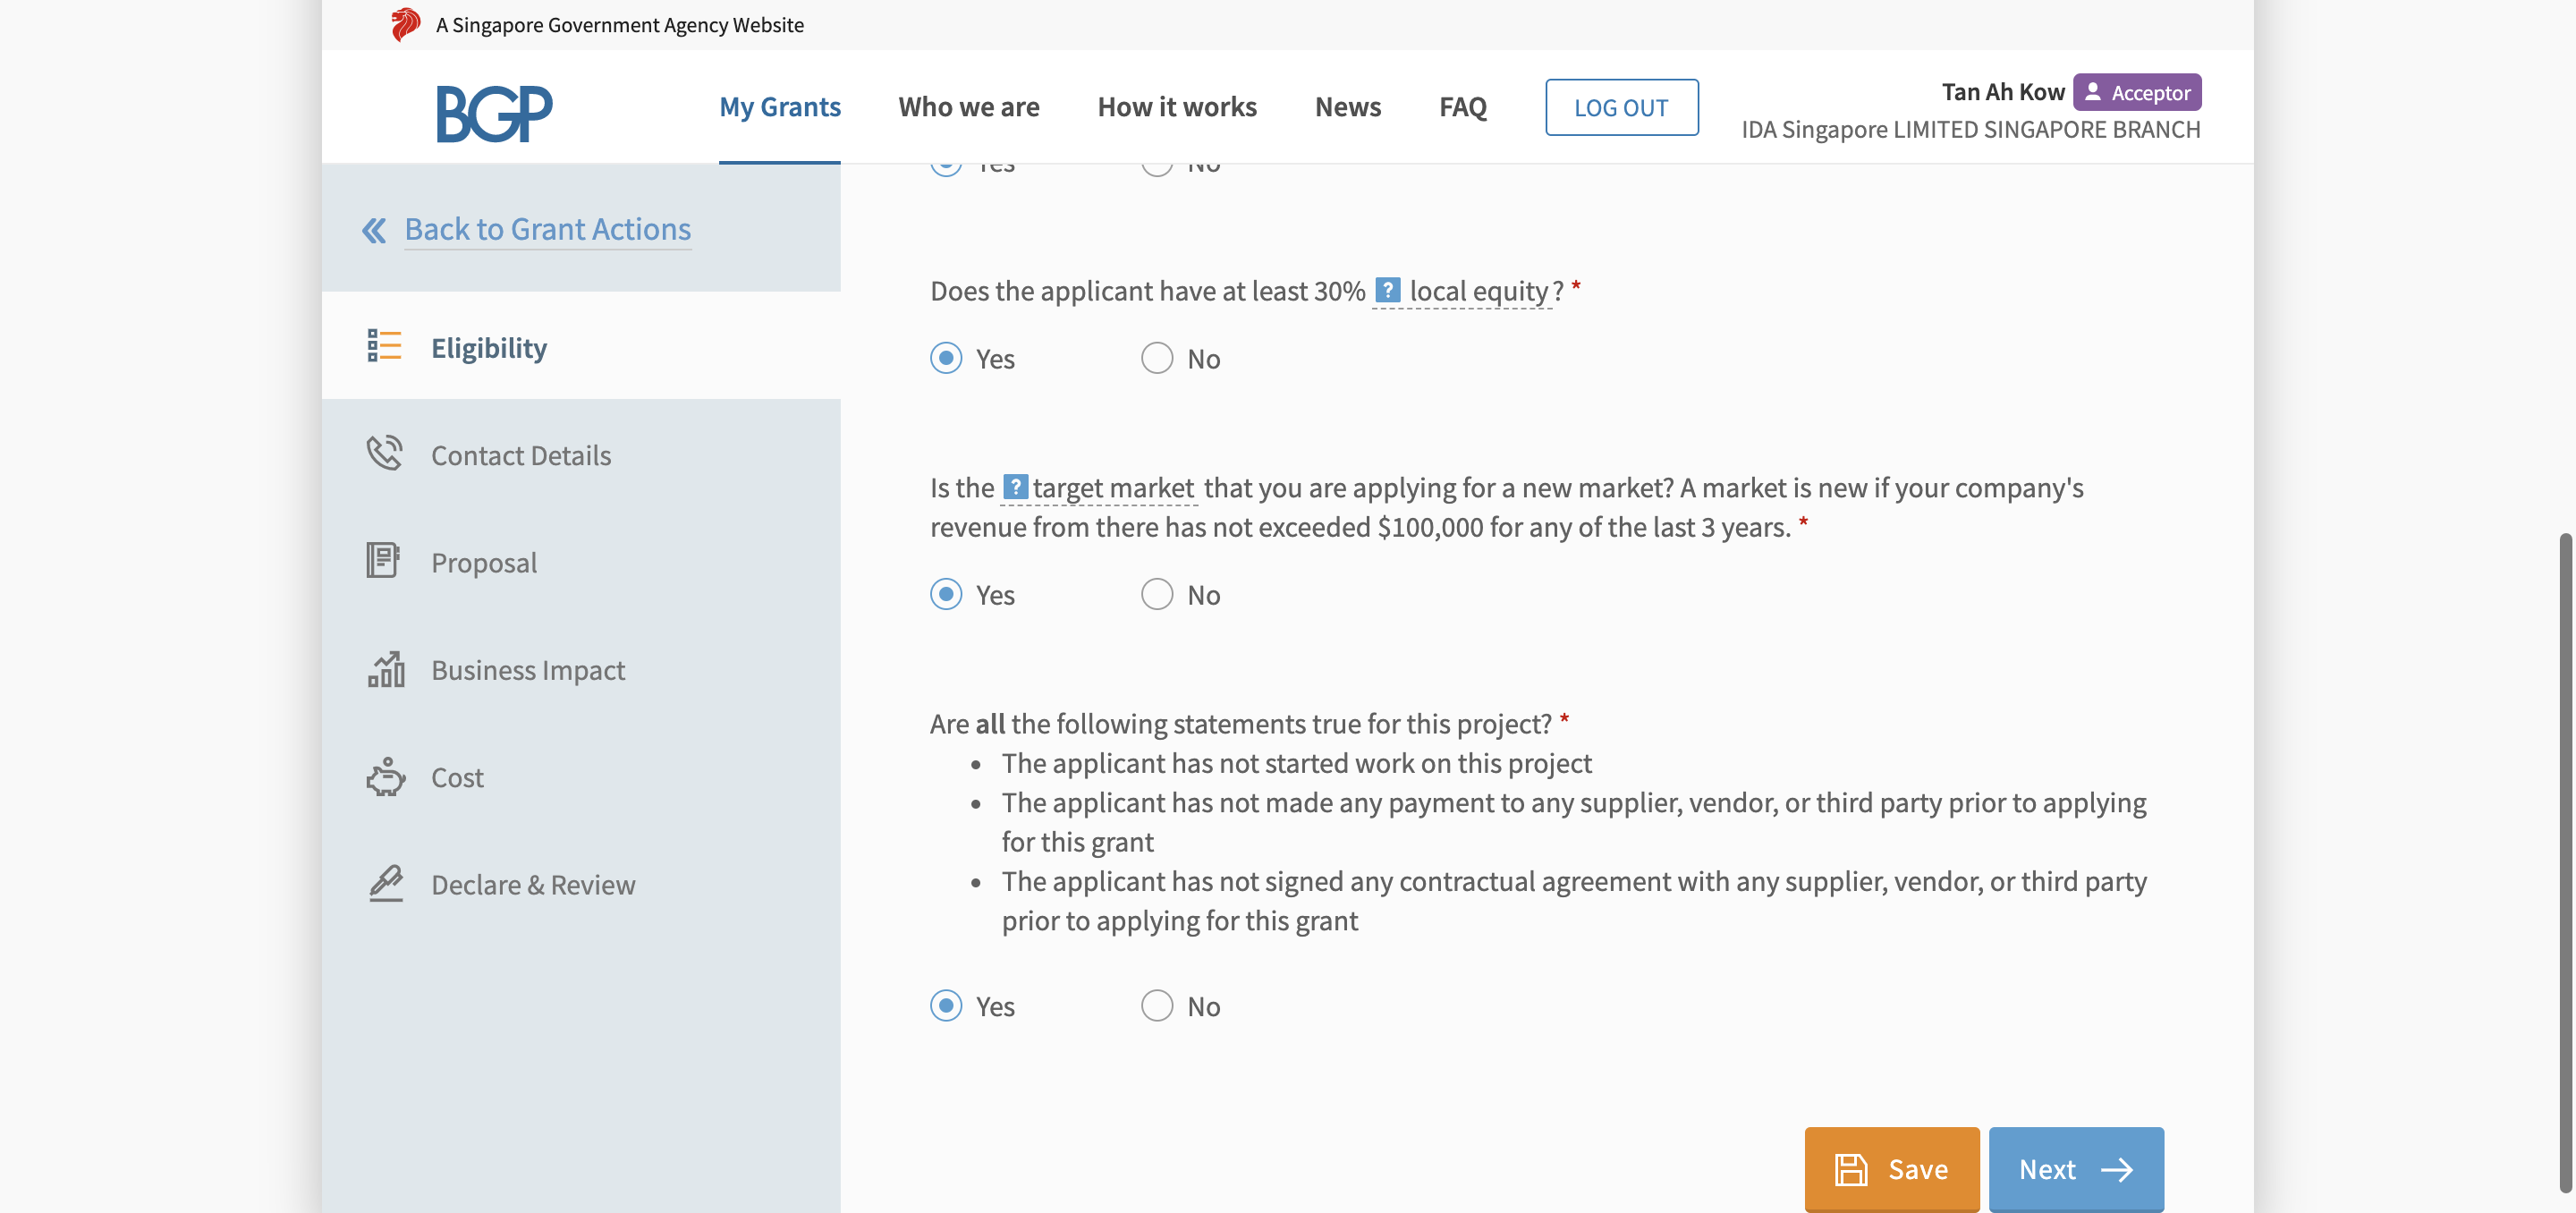 A Singapore Government Agency Website
BGP
My Grants
Who we are
How it works
News
FAQ
LOG OUT
Tan Ah Kow
Acceptor
IDA Singapore LIMITED SINGAPORE BRANCH
Yes
No
Back to Grant Actions
Eligibility
Contact Details
Proposal
Business Impact
Cost
Declare & Review
Does the applicant have at least 30% ? local equity? *
Yes
No
Is the ? target market that you are applying for a new market? A market is new if your company's
revenue from there has not exceeded $100,000 for any of the last 3 years. *
Yes
No
Are all the following statements true for this project? *
• The applicant has not started work on this project
• The applicant has not made any payment to any supplier, vendor, or third party prior to applying
for this grant
• The applicant has not signed any contractual agreement with any supplier, vendor, or third party
prior to applying for this grant
Yes
No
Save
Next